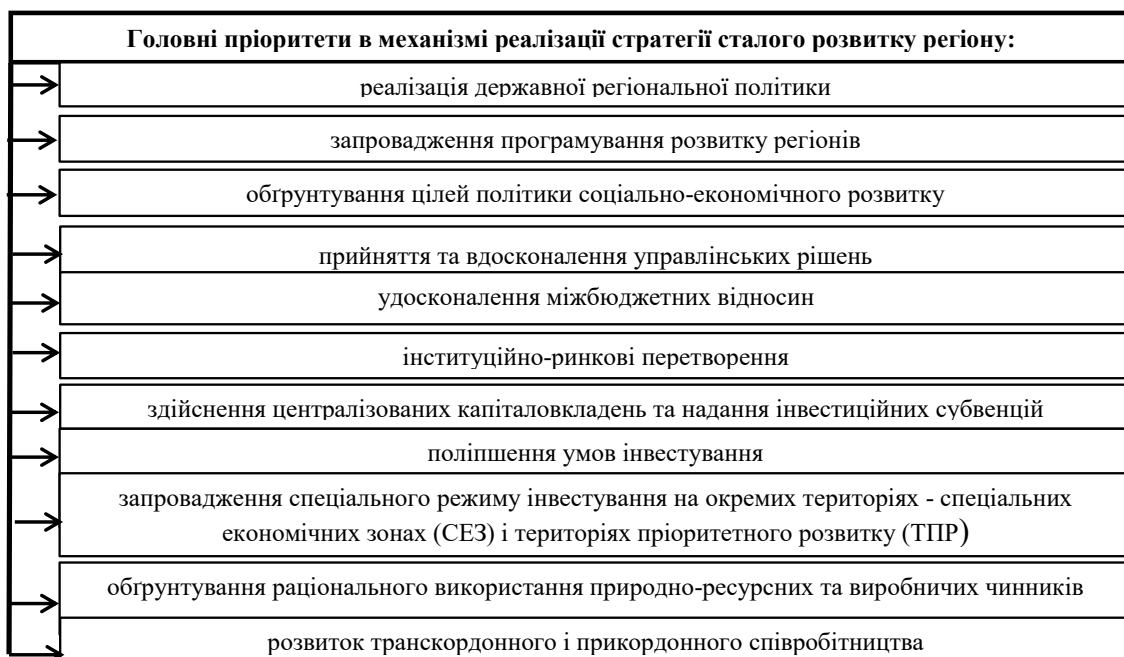 Головні пріоритети в механізмі реалізації стратегії сталого розвитку регіону:
реалізація державної регіональної політики
запровадження програмування розвитку регіонів
обґрунтування цілей політики соціально-економічного розвитку
прийняття та вдосконалення управлінських рішень
удосконалення міжбюджетних відносин
інституційно-ринкові перетворення
здійснення централізованих капіталовкладень та надання інвестиційних субвенцій
поліпшення умов інвестування
запровадження спеціального режиму інвестування на окремих територіях - спеціальних
економічних зонах (СЕЗ) і територіях пріоритетного розвитку (ТПР)
обґрунтування раціонального використання природно-ресурсних та виробничих чинників
розвиток транскордонного і прикордонного співробітництва